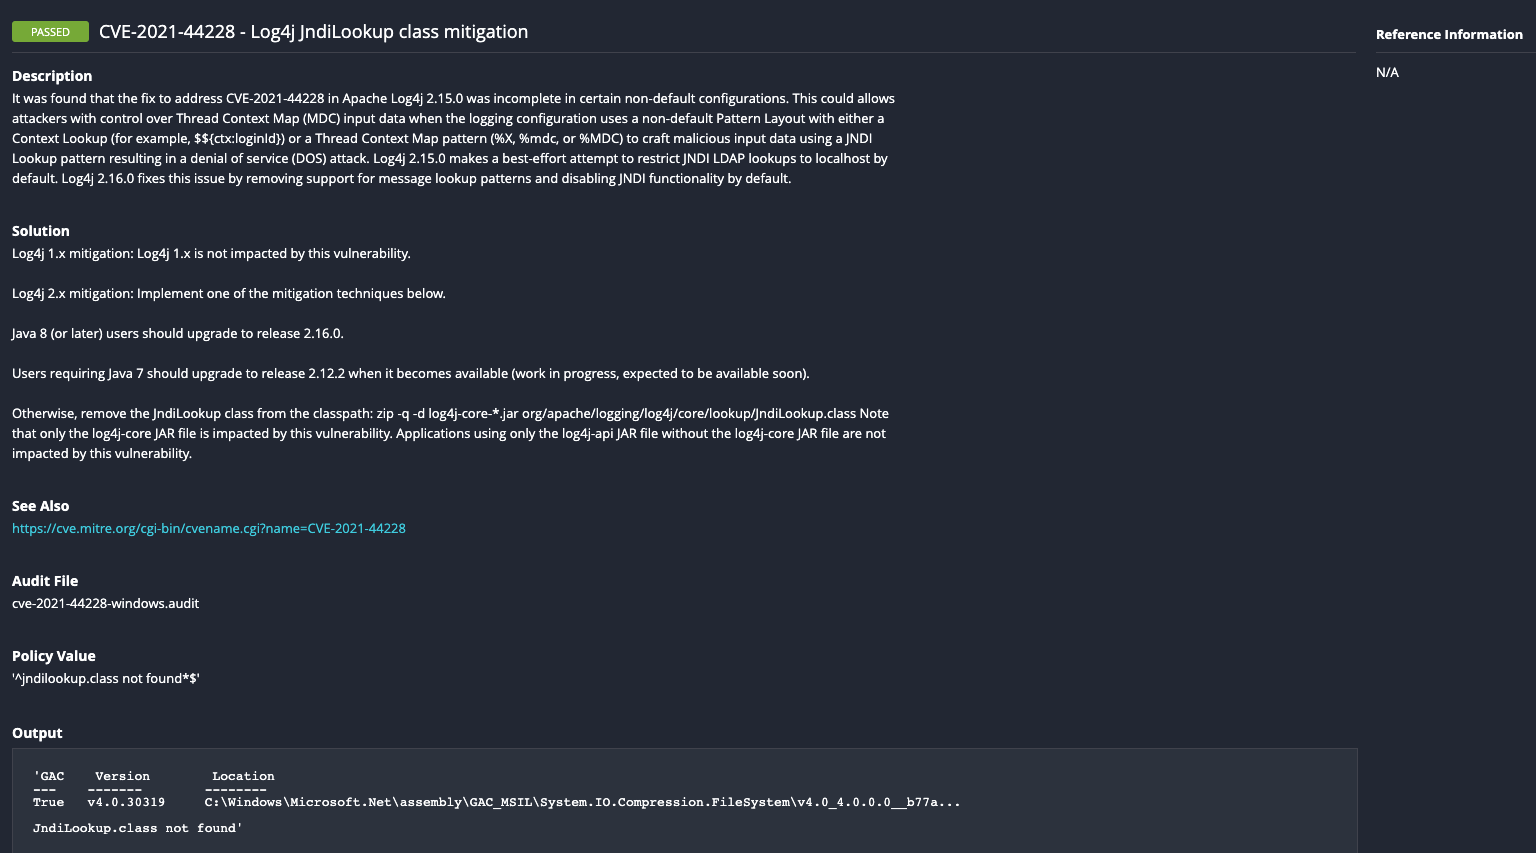 PASSED CVE-2021-44228 - Log4j JndiLookup class mitigation
Description
It was found that the fix to address CVE-2021-44228 in Apache Log4j 2.15.0 was incomplete in certain non-default configurations. This could allows
attackers with control over Thread Context Map (MDC) input data when the logging configuration uses a non-default Pattern Layout with either a
Context Lookup (for example, $${ctx:loginId}) or a Thread Context Map pattern (%X, %mdc, or %MDC) to craft malicious input data using a JNDI
Lookup pattern resulting in a denial of service (DOS) attack. Log4j 2.15.0 makes a best-effort attempt to restrict JNDI LDAP lookups to localhost by
default. Log4j 2.16.0 fixes this issue by removing support for message lookup patterns and disabling JNDI functionality by default.
Solution
Log4j 1.x mitigation: Log4j 1.x is not impacted by this vulnerability.
Log4j 2.x mitigation: Implement one of the mitigation techniques below.
Java 8 (or later) users should upgrade to release 2.16.0.
Users requiring Java 7 should upgrade to release 2.12.2 when it becomes available (work in progress, expected to be available soon).
Otherwise, remove the JndiLookup class from the classpath: zip -q -d log4j-core-*.jar org/apache/logging/log4j/core/lookup/JndiLookup.class Note
that only the log4j-core JAR file is impacted by this vulnerability. Applications using only the log4j-api JAR file without the log4j-core JAR file are not
impacted by this vulnerability.
See Also
https://cve.mitre.org/cgi-bin/cvename.cgi?name=CVE-2021-44228
Audit File
cve-2021-44228-windows.audit
Policy Value
'^jndilookup.class not found*$'
Output
'GAC    Version        Location
---    -------        --------
True   v4.0.30319     C:\Windows\Microsoft.Net\assembly\GAC_MSIL\System.IO.Compression.FileSystem\v4.0_4.0.0.0__b77a...
JndiLookup.class not found'
Reference Information
N/A